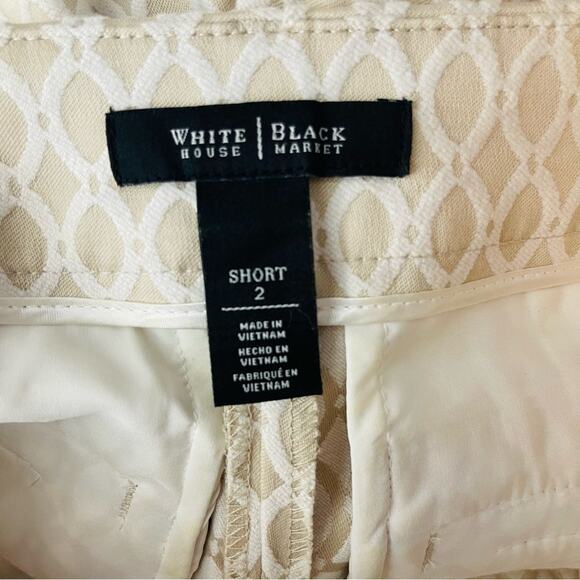 WHITE | BLACK
HOUSE | MARKET
SHORT
2
MADE IN
VIETNAM
HECHO EN
VIETNAM
FABRIQUÉ EN
VIETNAM